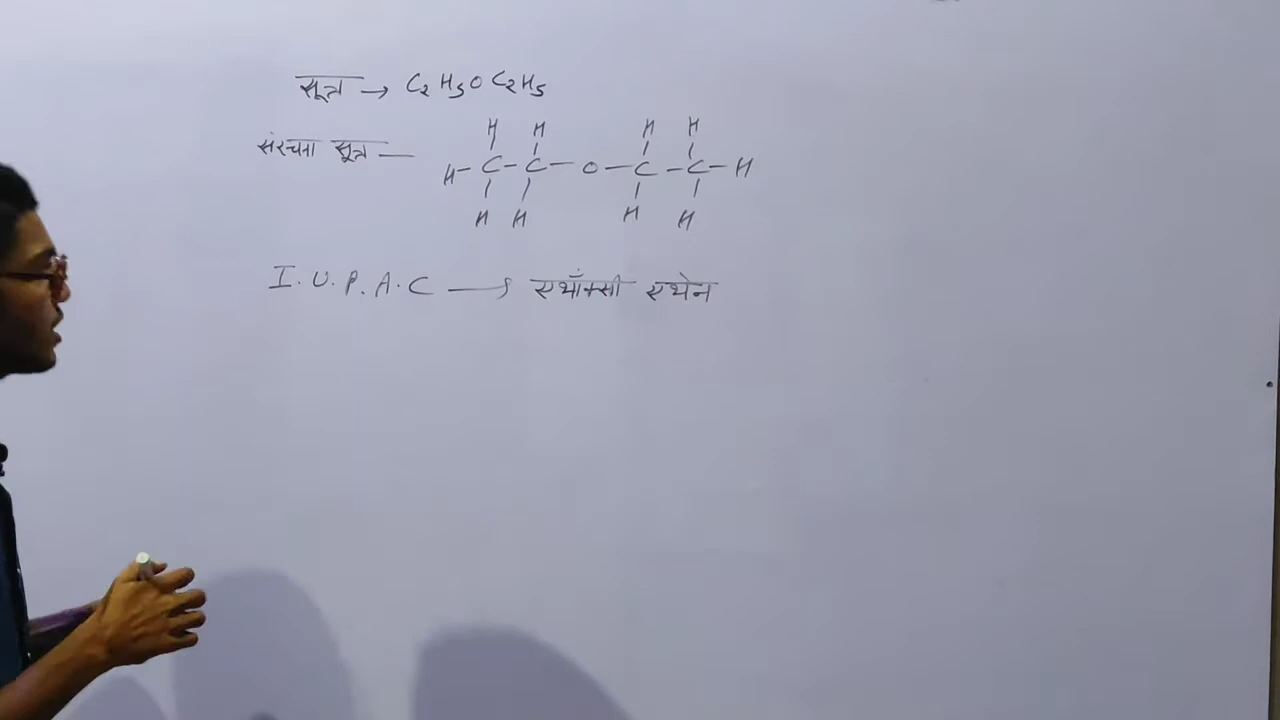 सूत्र → C₂H₅OC₂H₅
H H H H
संरचना सूत्र — H-C-C-O-C-C-H
H H H H
I.U.P.A.C → एथॉक्सी एथेन